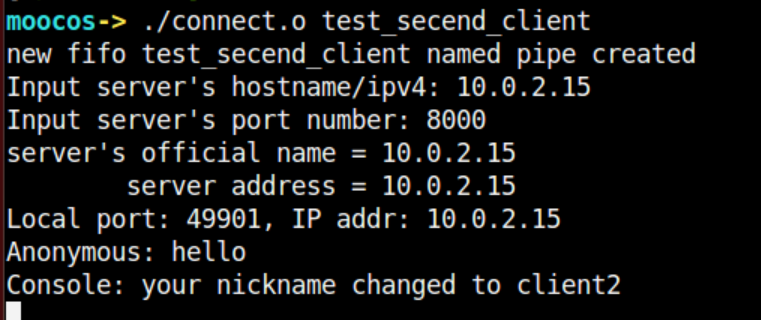 moocos-> ./connect.o test_secend_client
new fifo test_secend_client named pipe created
Input server's hostname/ipv4: 10.0.2.15
Input server's port number: 8000
server's official name = 10.0.2.15
        server address = 10.0.2.15
Local port: 49901, IP addr: 10.0.2.15
Anonymous: hello
Console: your nickname changed to client2